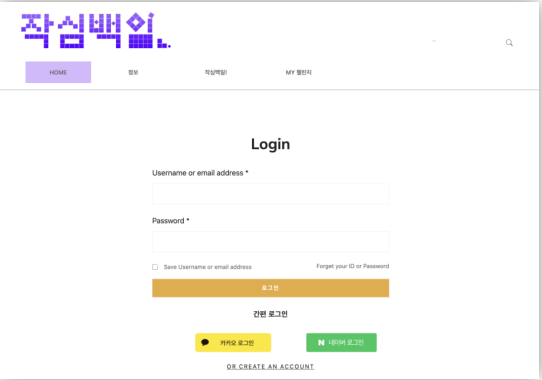 작심백일.
HOME 정보 작심백일! MY 챌린지
Login
Username or email address *
Password *
Save Username or email address Forget your ID or Password
로그인
간편 로그인
카카오 로그인 N 네이버 로그인
OR CREATE AN ACCOUNT